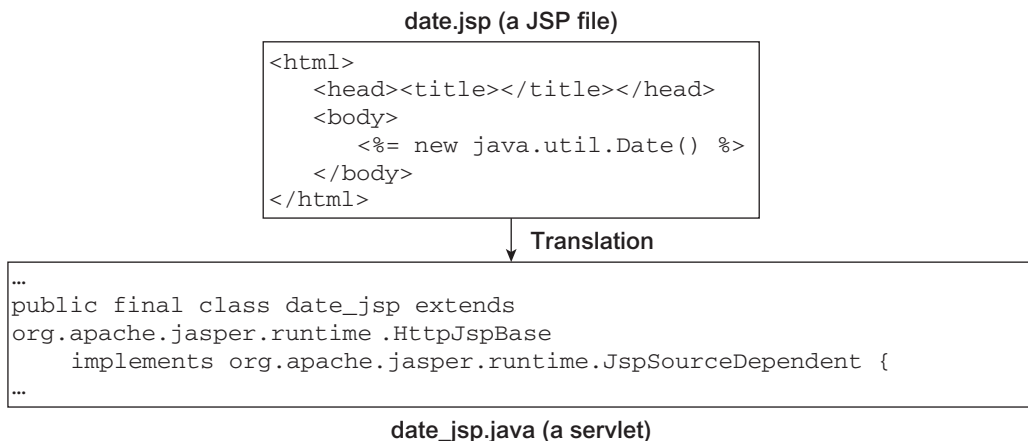 date.jsp (a JSP file)
<html>
<head><title></title></head>
<body>
<%= new java.util.Date() %>
</body>
</html>
Translation
…
public final class date_jsp extends
org.apache.jasper.runtime .HttpJspBase
implements org.apache.jasper.runtime.JspSourceDependent {
…
date_jsp.java (a servlet)